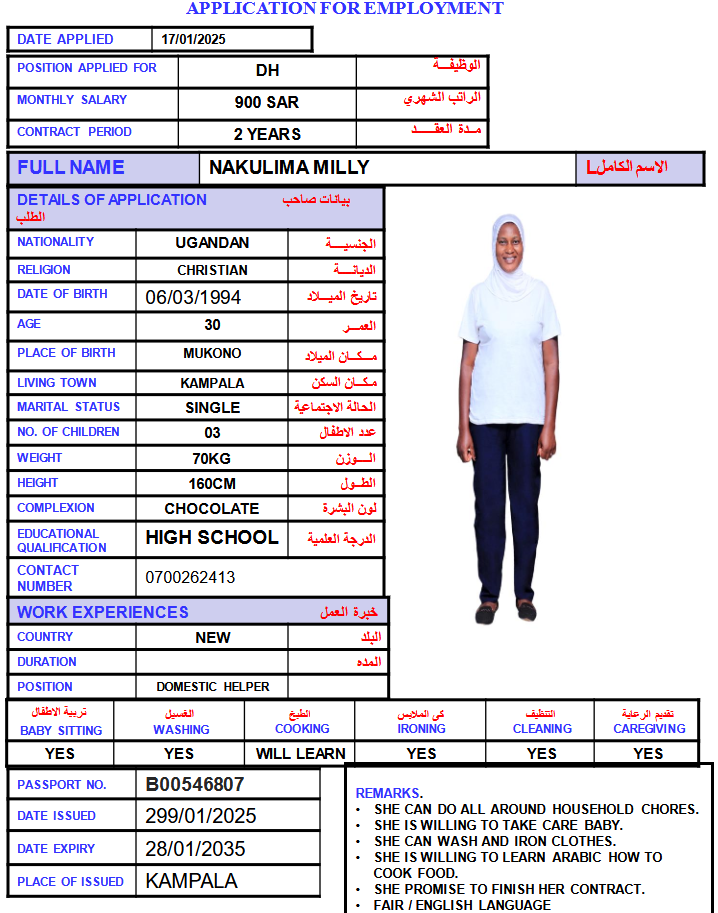 APPLICATION FOR EMPLOYMENT
DATE APPLIED 17/01/2025
POSITION APPLIED FOR DH الوظيفـــة
MONTHLY SALARY 900 SAR الراتب الشهري
CONTRACT PERIOD 2 YEARS مـدة العقـــد
FULL NAME NAKULIMA MILLY الاسم الكاملL
DETAILS OF APPLICATION بيانات صاحب
الطلب
NATIONALITY UGANDAN الجنسيـــة
RELIGION CHRISTIAN الديانـــة
DATE OF BIRTH 06/03/1994 تاريخ الميـــلاد
AGE 30 العمـــر
PLACE OF BIRTH MUKONO مـكـــان الميلاد
LIVING TOWN KAMPALA مكـــان السكن
MARITAL STATUS SINGLE الحالة الاجتماعية
NO. OF CHILDREN 03 عدد الاطفال
WEIGHT 70KG الـــوزن
HEIGHT 160CM الطـــول
COMPLEXION CHOCOLATE لون البشرة
EDUCATIONAL
QUALIFICATION HIGH SCHOOL الدرجة العلمية
CONTACT
NUMBER 0700262413
WORK EXPERIENCES خبرة العمل
COUNTRY NEW البلد
DURATION المده
POSITION DOMESTIC HELPER
تربية الاطفال الغسيل الطبخ كي الملابس التنظيف تقديم الرعاية
BABY SITTING WASHING COOKING IRONING CLEANING CAREGIVING
YES YES WILL LEARN YES YES YES
PASSPORT NO. B00546807
DATE ISSUED 299/01/2025
DATE EXPIRY 28/01/2035
PLACE OF ISSUED KAMPALA
REMARKS.
• SHE CAN DO ALL AROUND HOUSEHOLD CHORES.
• SHE IS WILLING TO TAKE CARE BABY.
• SHE CAN WASH AND IRON CLOTHES.
• SHE IS WILLING TO LEARN ARABIC HOW TO
COOK FOOD.
• SHE PROMISE TO FINISH HER CONTRACT.
• FAIR / ENGLISH LANGUAGE